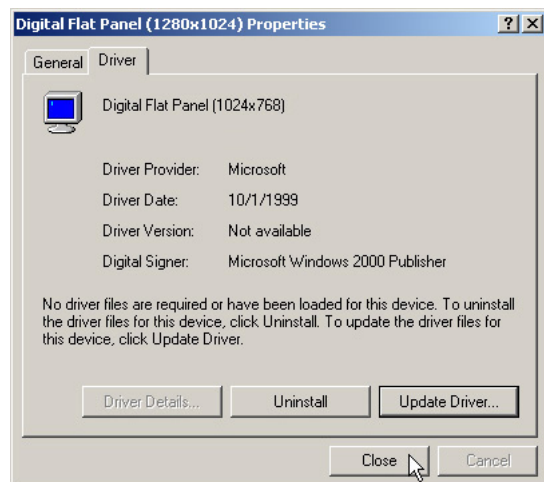 Digital Flat Panel (1280x1024) Properties
General Driver
Digital Flat Panel (1024x768)
Driver Provider: Microsoft
Driver Date: 10/1/1999
Driver Version: Not available
Digital Signer: Microsoft Windows 2000 Publisher
No driver files are required or have been loaded for this device. To uninstall
the driver files for this device, click Uninstall. To update the driver files for
this device, click Update Driver.
Driver Details... Uninstall Update Driver...
Close Cancel